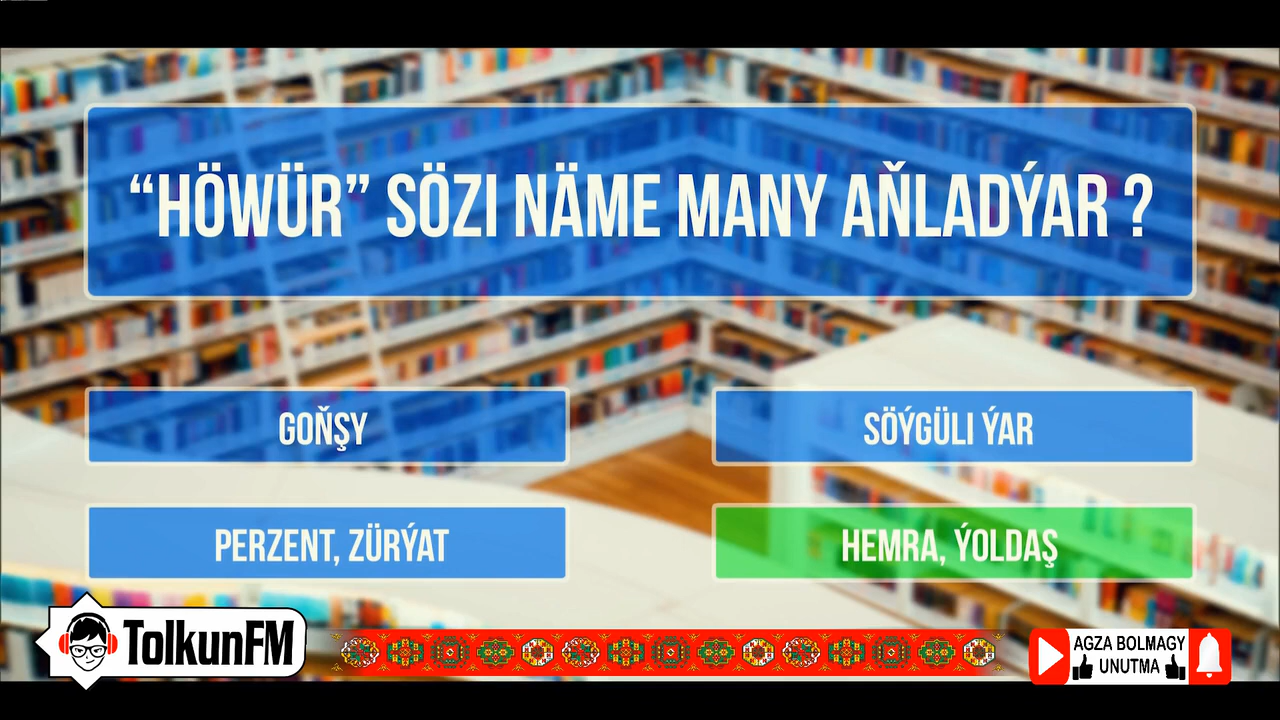 “HÖWÜR” SÖZI NÄME MANY AŇLADÝAR ?
GOŇŞY
SÖÝGÜLI ÝAR
PERZENT, ZÜRÝAT
HEMRA, ÝOLDAŞ
TolkunFM
AGZA BOLMAGY
UNUTMA